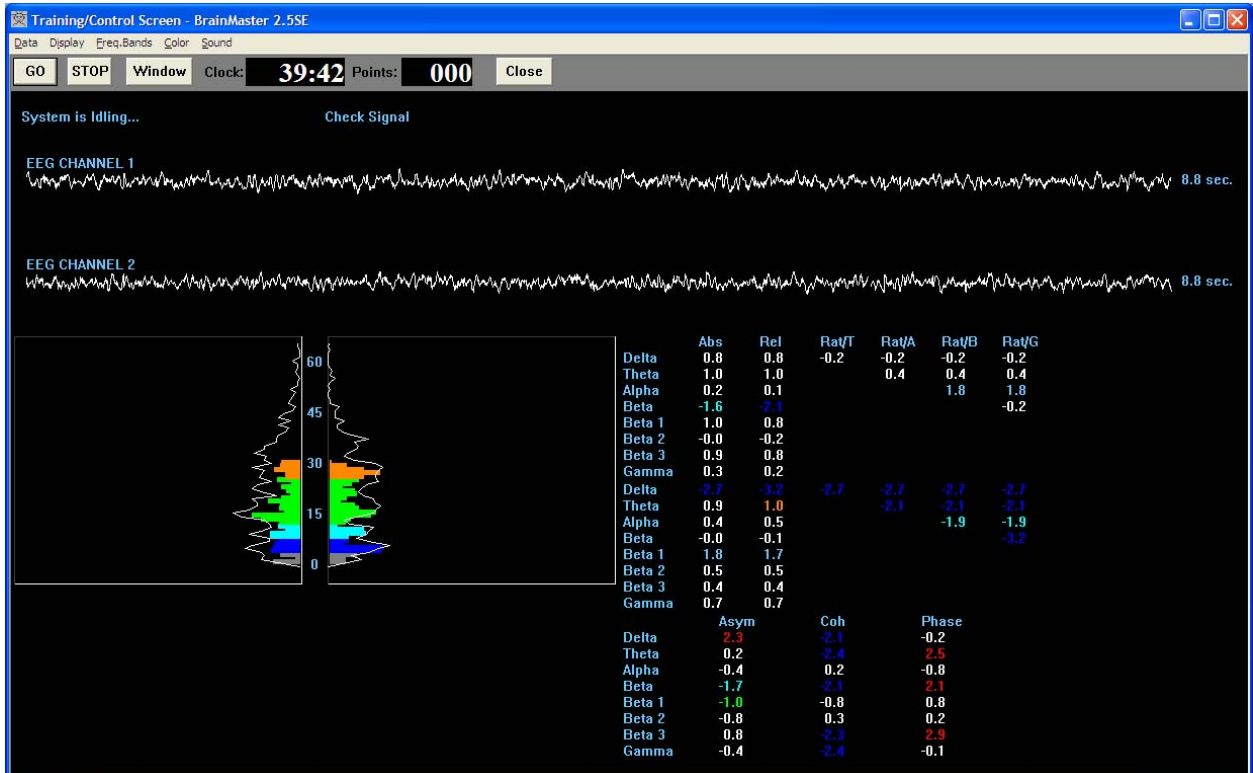 Training/Control Screen - BrainMaster 2.5SE
Data Display Freq.Bands Color Sound
GO STOP Window Clock: 39:42 Points: 000 Close
System is Idling... Check Signal
EEG CHANNEL 1
8.8 sec.
EEG CHANNEL 2
8.8 sec.
60
45
30
15
0
Abs Rel Rat/T Rat/A Rat/B Rat/G
Delta 0.8 0.8 -0.2 -0.2 -0.2 -0.2
Theta 1.0 1.0 0.4 0.4 0.4
Alpha 0.2 0.1 1.8 1.8
Beta -1.6 -2.1 -0.2
Beta 1 1.0 0.8
Beta 2 -0.0 -0.2
Beta 3 0.9 0.8
Gamma 0.3 0.2
Delta -2.7 -3.2 -2.7 -2.7 -2.7 -2.7
Theta 0.9 1.0 -2.1 -2.1 -2.1
Alpha 0.4 0.5 -1.9 -1.9
Beta -0.0 -0.1 -3.2
Beta 1 1.8 1.7
Beta 2 0.5 0.5
Beta 3 0.4 0.4
Gamma 0.7 0.7
Asym Coh Phase
Delta 2.3 -2.1 -0.2
Theta 0.2 -2.4 2.5
Alpha -0.4 0.2 -0.8
Beta -1.7 -2.1 2.1
Beta 1 -1.0 -0.8 0.8
Beta 2 -0.8 0.3 0.2
Beta 3 0.8 -2.3 2.9
Gamma -0.4 -2.4 -0.1